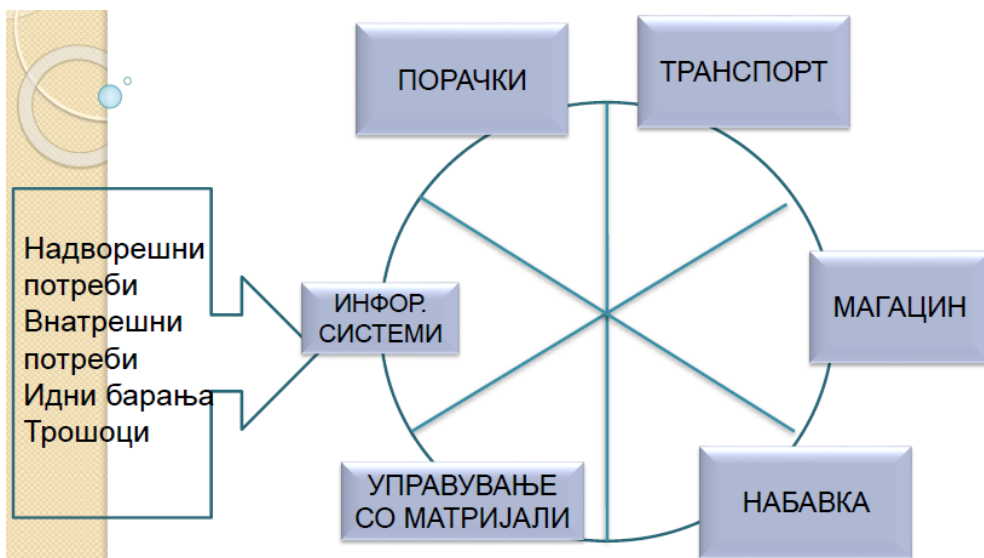 ПОРАЧКИ
ТРАНСПОРТ
Надворешни
потреби
Внатрешни
потреби
Идни барања
Трошоци
ИНФОР.
СИСТЕМИ
МАГАЦИН
УПРАВУВАЊЕ
СО МАТРИЈАЛИ
НАБАВКА